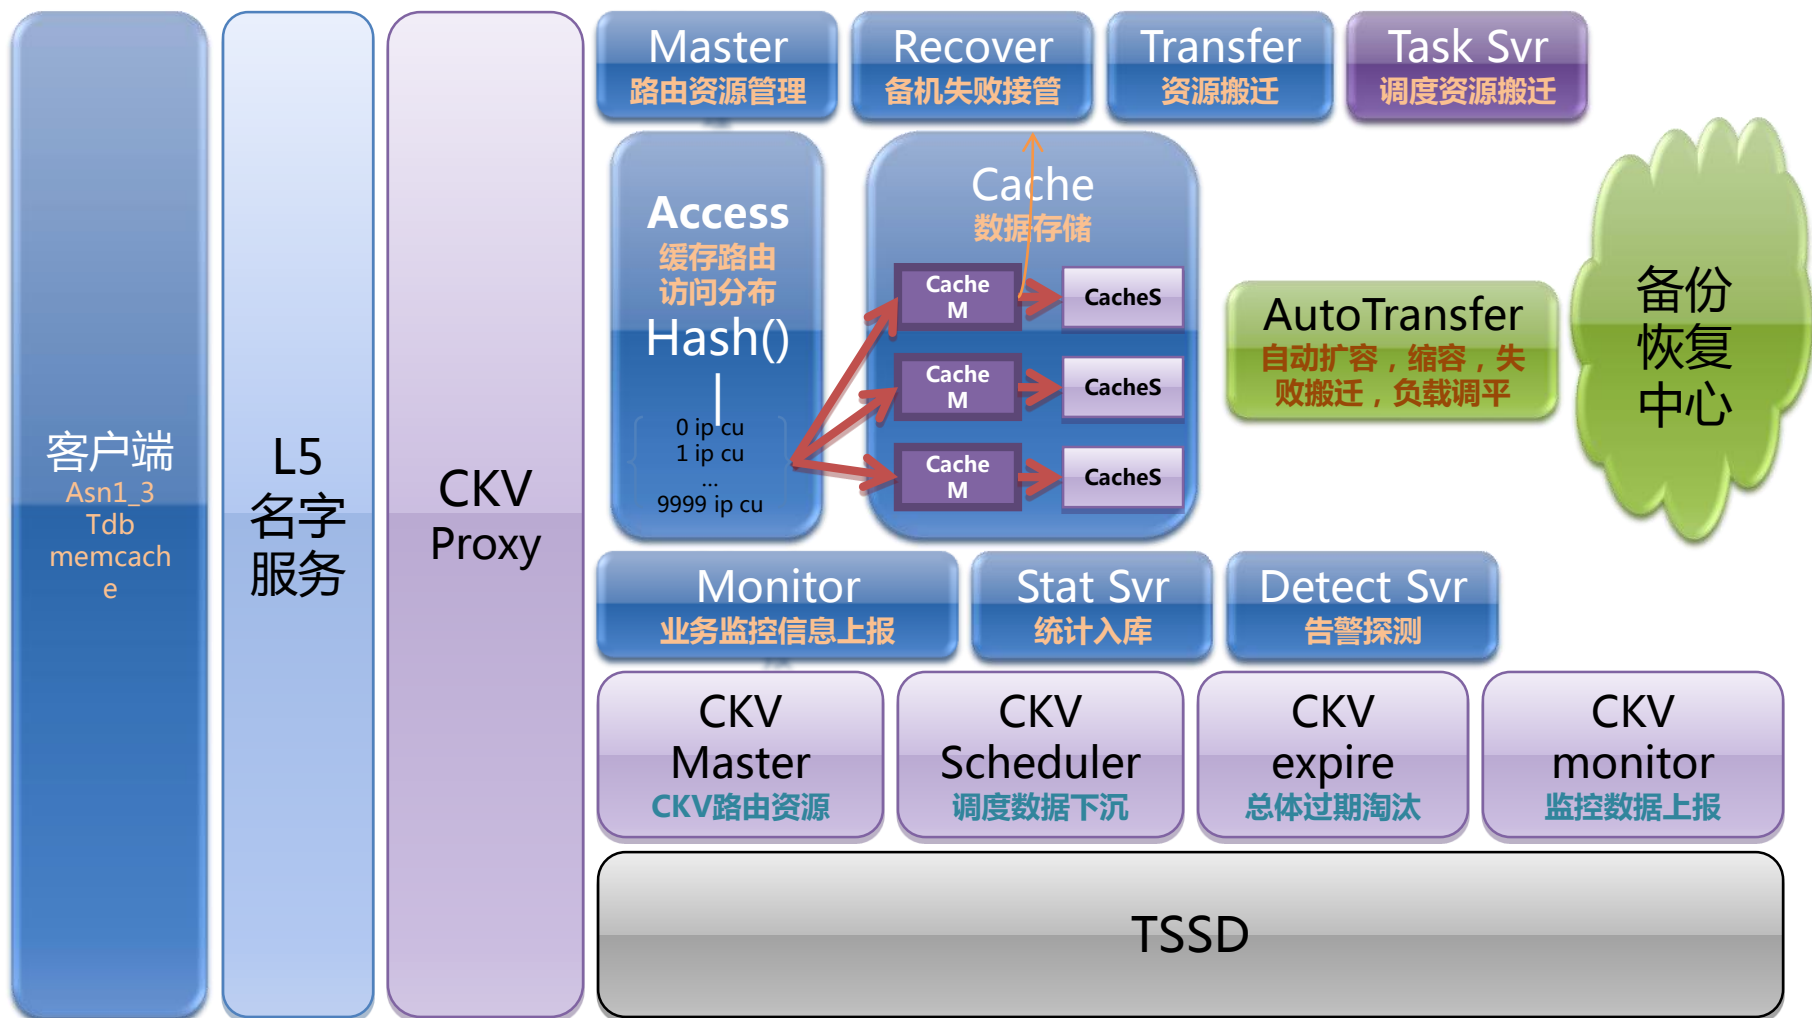 客户端
Asn1_3
Tdb
memcach
e
L5
名字
服务
CKV
Proxy
Master
路由资源管理
Recover
备机失败接管
Transfer
资源搬迁
Task Svr
调度资源搬迁
Access
缓存路由
访问分布
Hash()
0 ip cu
1 ip cu
...
9999 ip cu
Cache
数据存储
Cache
M
CacheS
Cache
M
CacheS
Cache
M
CacheS
AutoTransfer
自动扩容，缩容，失
败搬迁，负载调平
备份
恢复
中心
Monitor
业务监控信息上报
Stat Svr
统计入库
Detect Svr
告警探测
CKV
Master
CKV路由资源
CKV
Scheduler
调度数据下沉
CKV
expire
总体过期淘汰
CKV
monitor
监控数据上报
TSSD